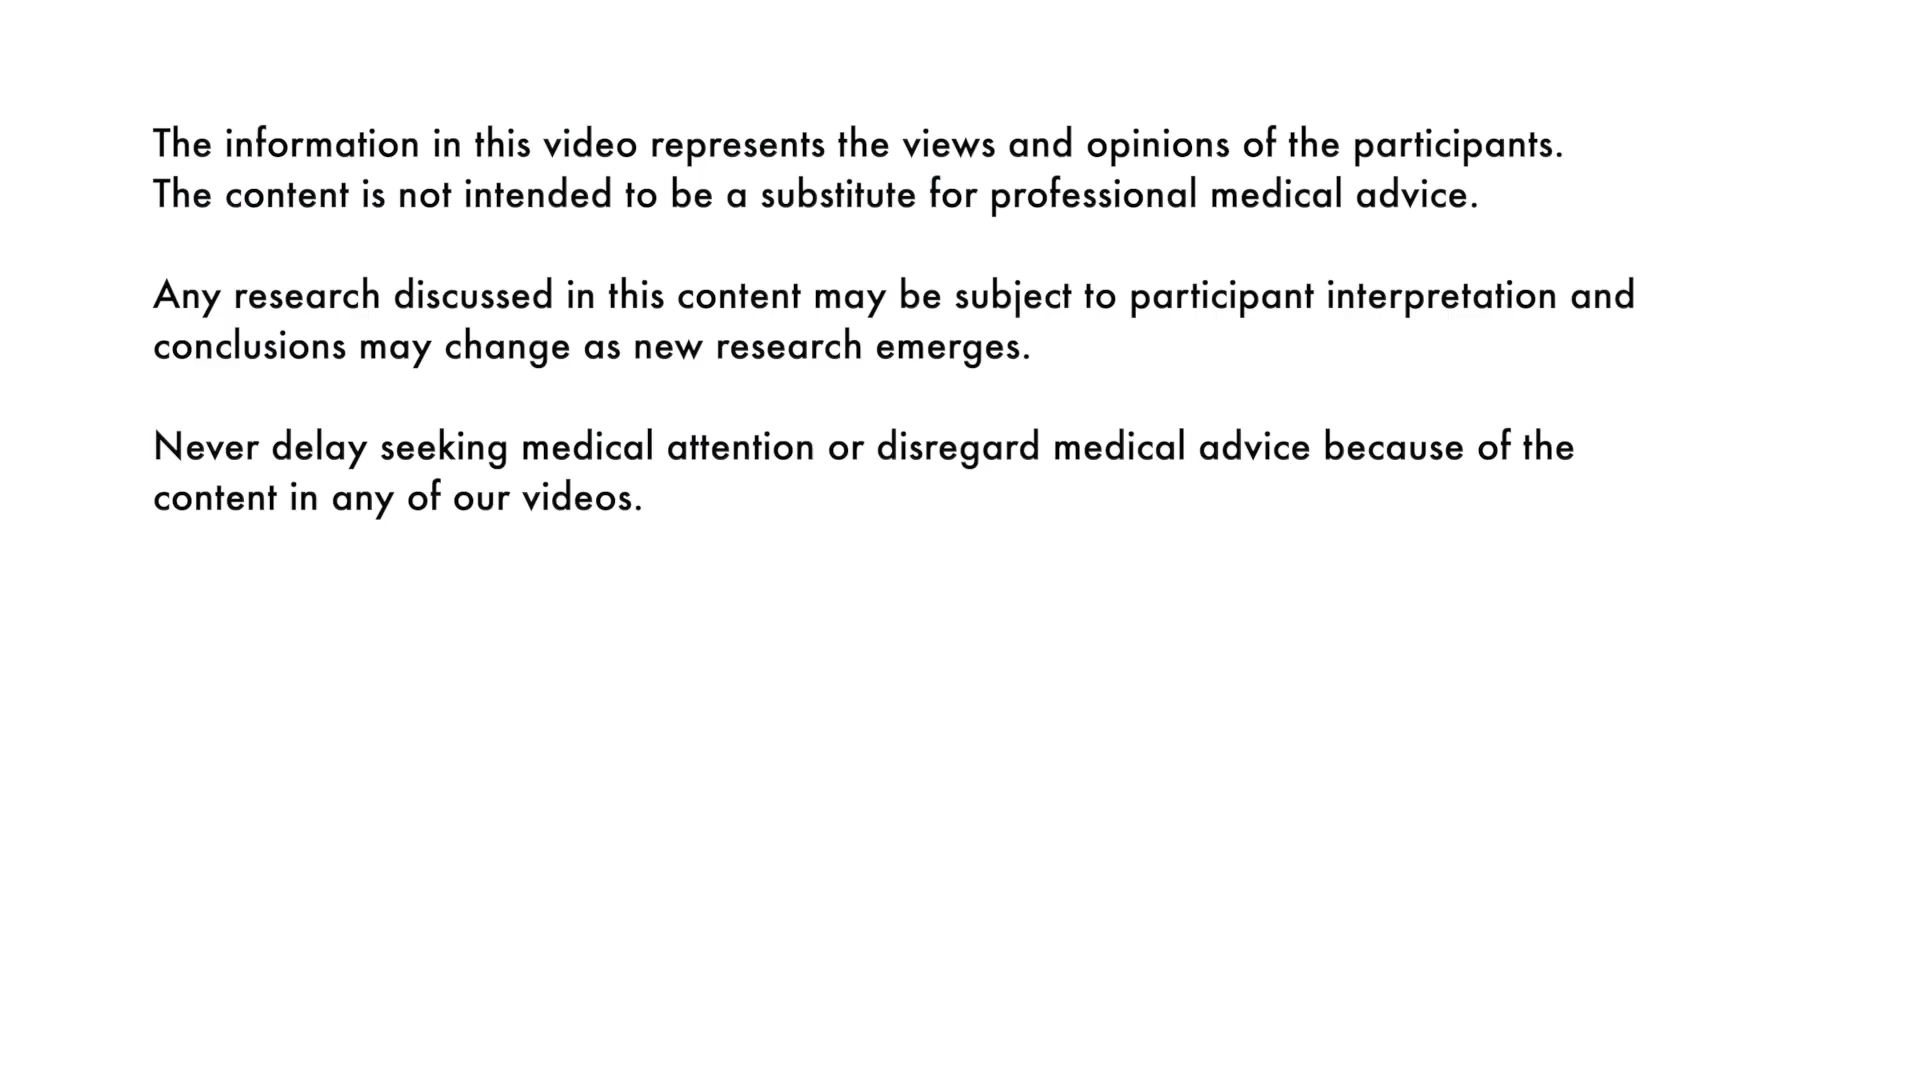 The information in this video represents the views and opinions of the participants.
The content is not intended to be a substitute for professional medical advice.
Any research discussed in this content may be subject to participant interpretation and
conclusions may change as new research emerges.
Never delay seeking medical attention or disregard medical advice because of the
content in any of our videos.